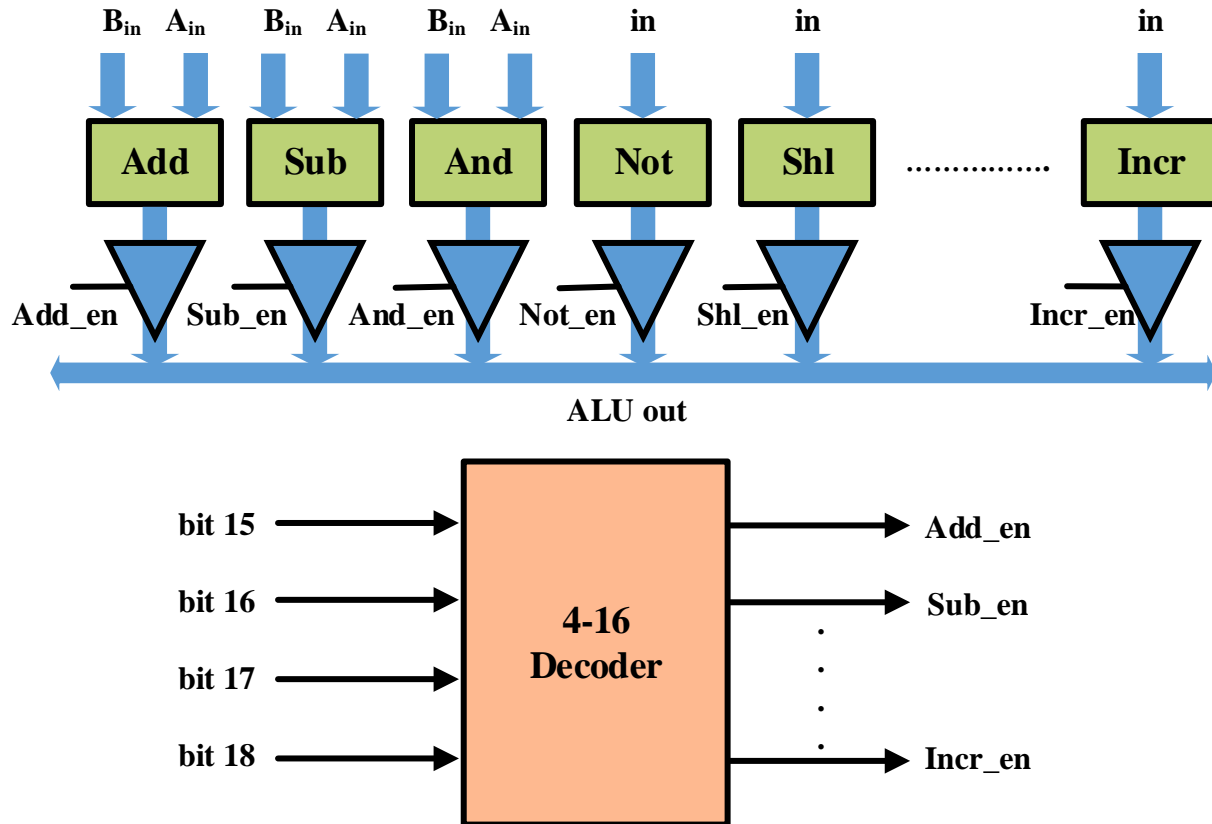 Bin Ain Bin Ain Bin Ain in in in
Add Sub And Not Shl ................. Incr
Add_en Sub_en And_en Not_en Shl_en Incr_en
ALU out
bit 15
bit 16
bit 17
bit 18
4-16
Decoder
Add_en
Sub_en
.
.
.
.
Incr_en